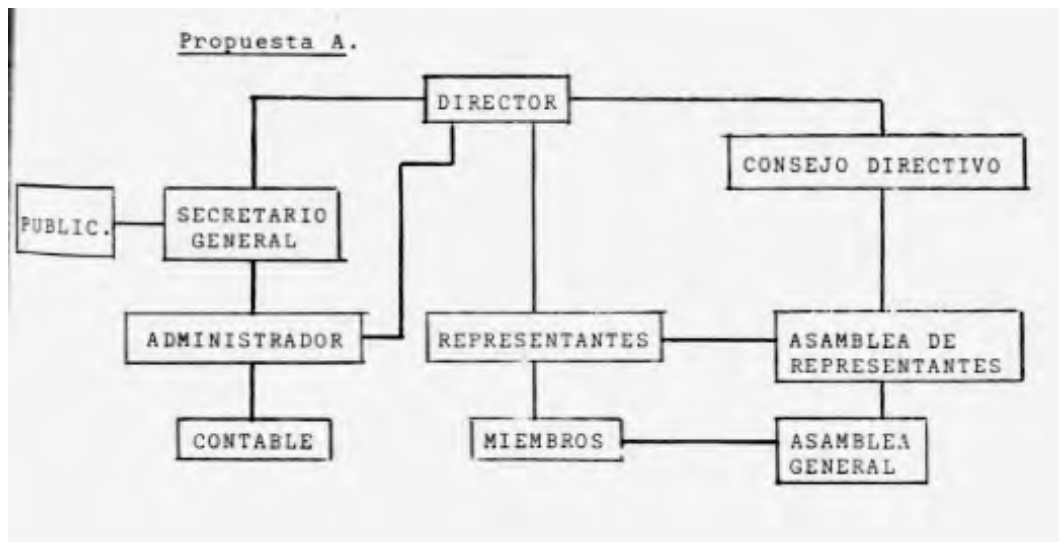 Propuesta A.
DIRECTOR
CONSEJO DIRECTIVO
PUBLIC.
SECRETARIO
GENERAL
ADMINISTRADOR
REPRESENTANTES
ASAMBLEA DE
REPRESENTANTES
CONTABLE
MIEMBROS
ASAMBLEA
GENERAL